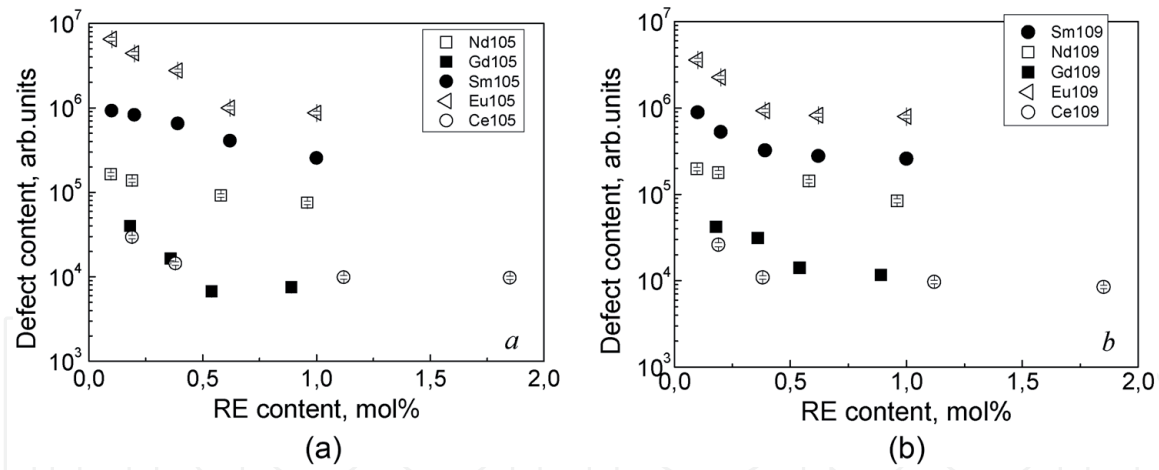 Defect content, arb.units
10^7
10^6
10^5
10^4
10^3
0,0 0,5 1,0 1,5 2,0
RE content, mol%
Nd105
Gd105
Sm105
Eu105
Ce105
a
(a)
Defect content, arb.units
10^7
10^6
10^5
10^4
10^3
0,0 0,5 1,0 1,5 2,0
RE content, mol%
Sm109
Nd109
Gd109
Eu109
Ce109
b
(b)